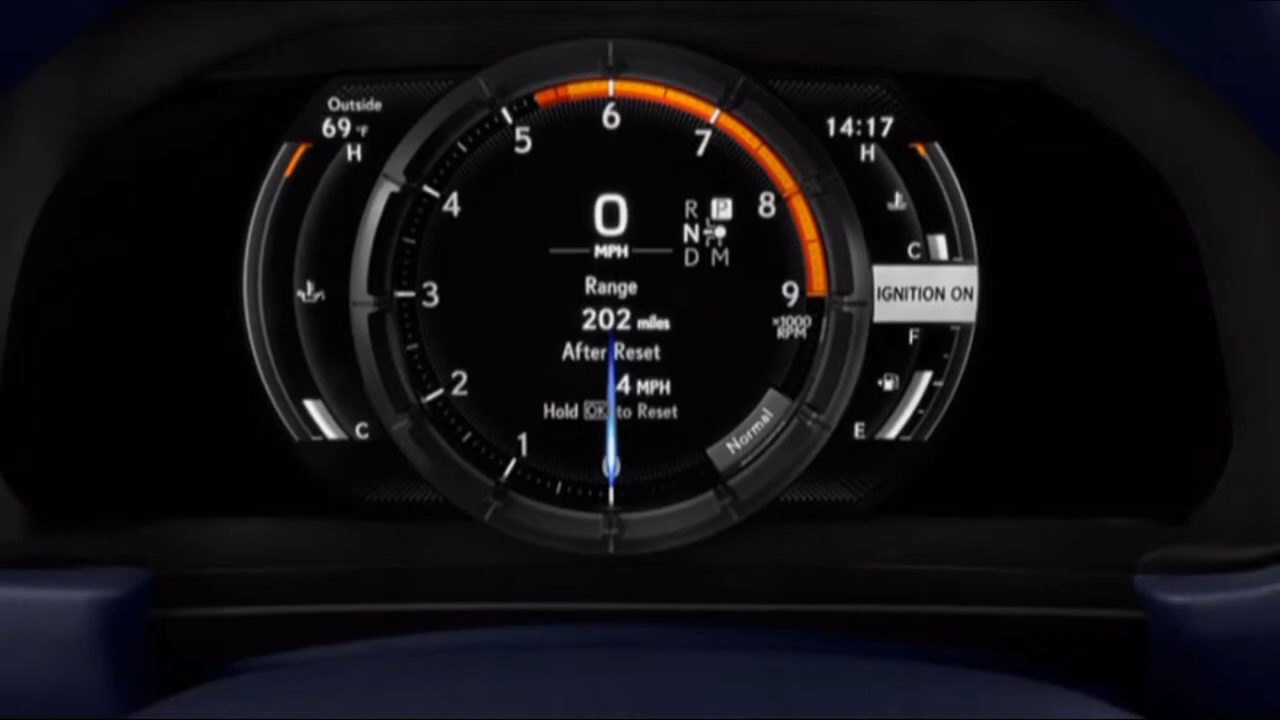 Outside
69 °F
H
C
14:17
H
C
IGNITION ON
F
E
5
6
7
4
8
3
9
×1000
RPM
2
1
0
0
MPH
R P
N
D M
Range
202 miles
After Reset
4 MPH
Hold OK to Reset
Normal